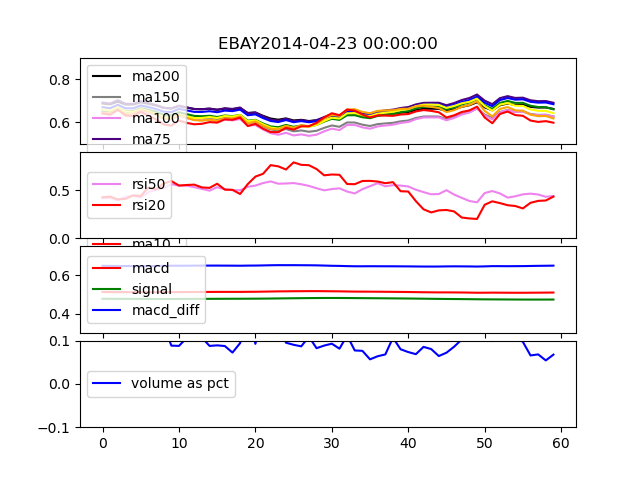 EBAY2014-04-23 00:00:00
0.8
0.6
ma200
ma150
ma100
ma75
0.5
0.0
rsi50
rsi20
ma10
0.6
0.4
macd
signal
macd_diff
0.1
0.0
−0.1
volume as pct
0 10 20 30 40 50 60